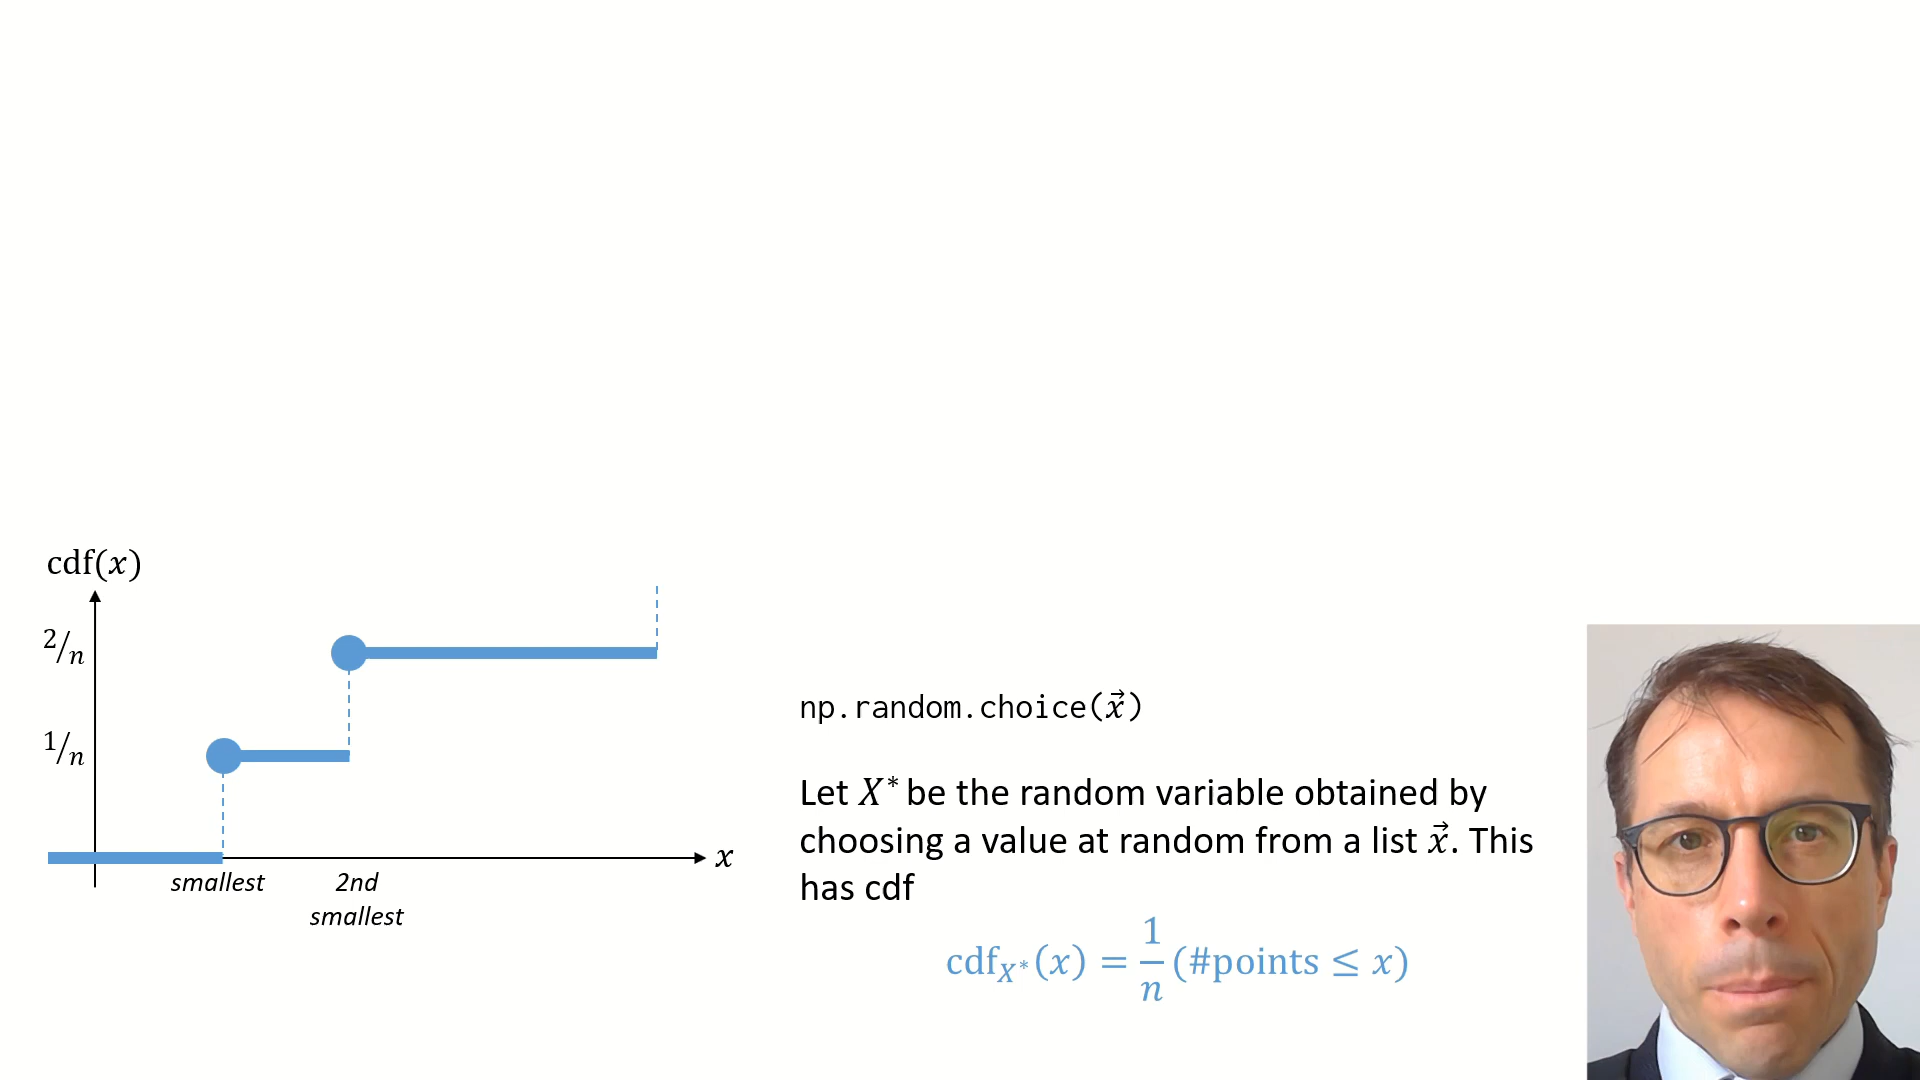 cdf(x)
2/n
1/n
x
smallest
2nd
smallest
np.random.choice(x⃗)
Let X* be the random variable obtained by
choosing a value at random from a list x⃗. This
has cdf
cdf_X*(x) = 1/n (#points ≤ x)